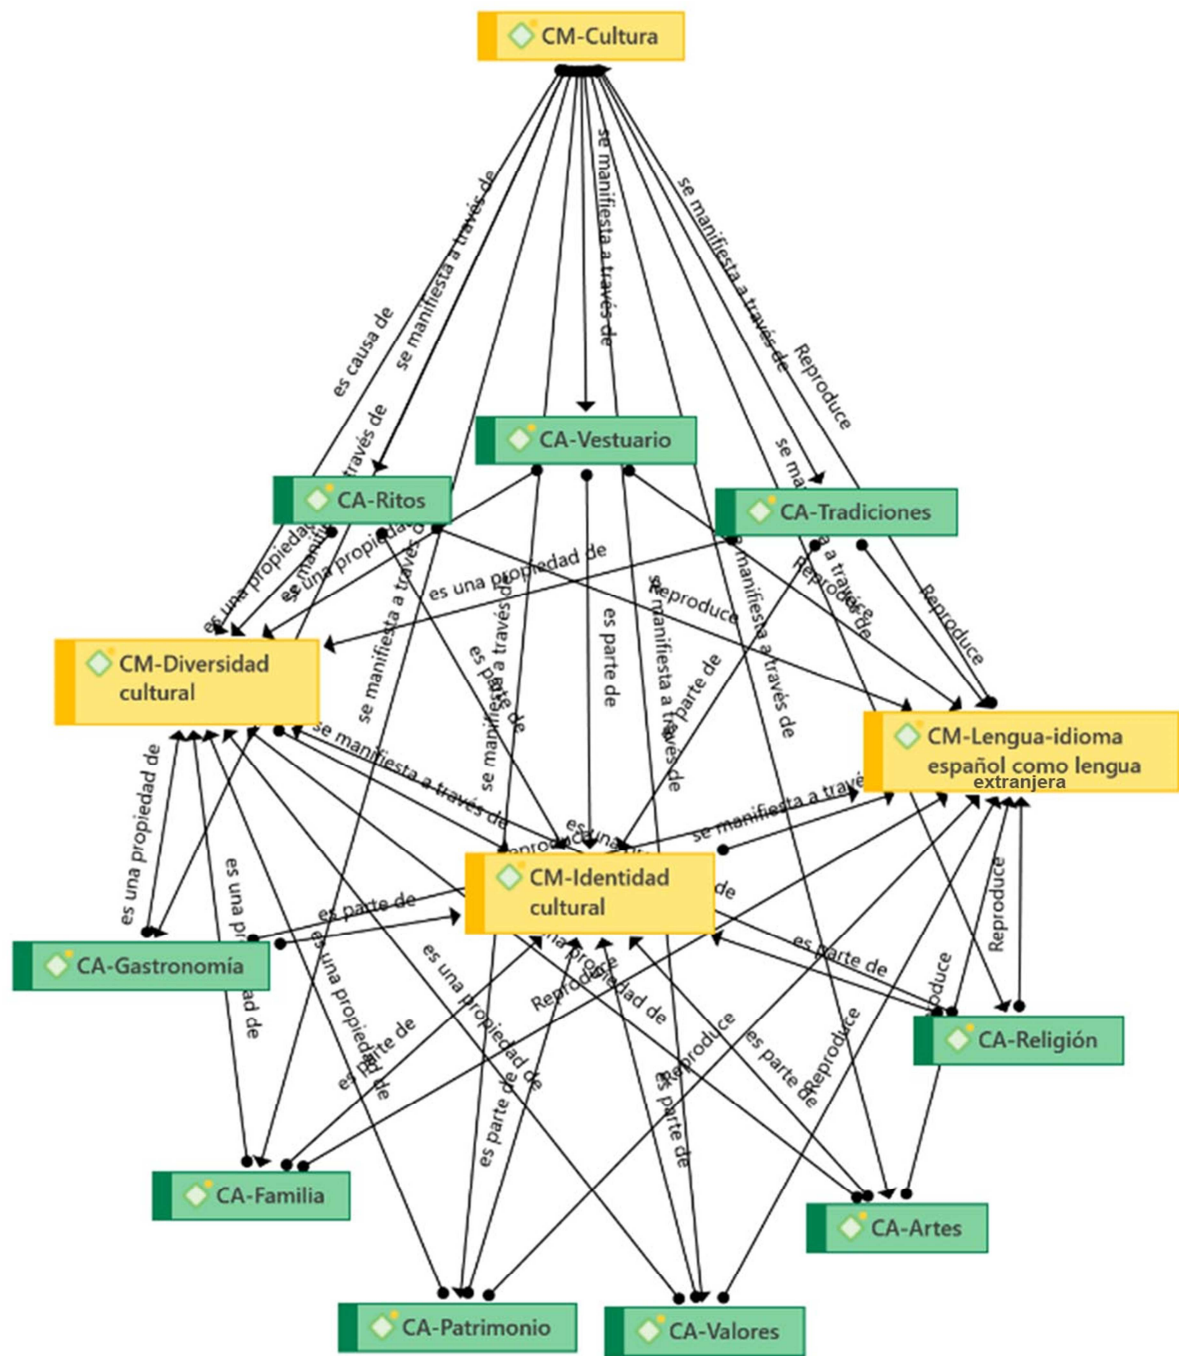 CM-Cultura
se manifiesta a través de
se manifiesta a través de
se manifiesta a través de
es causa de
Reproduce
CA-Vestuario
CA-Ritos
CA-Tradiciones
es una propiedad de
es una propiedad
Reproduce
Reproduce
Reproduce
es parte de
es parte de
parte de
se manifiesta a través de
se manifiesta a través de
se manifiesta a través de
manifiesta a través de
CM-Diversidad
cultural
CM-Lengua-idioma
español como lengua
extranjera
se manifiesta a través de
se manifiesta a través
es una propiedad de
CM-Identidad
cultural
es parte de
es parte de
Reproduce
CA-Gastronomía
es una propiedad de
es una propiedad de
Reproduce
CA-Religión
es parte de
Reproduce
Reproduce
es parte de
es parte de
es parte de
CA-Familia
CA-Artes
CA-Patrimonio
CA-Valores